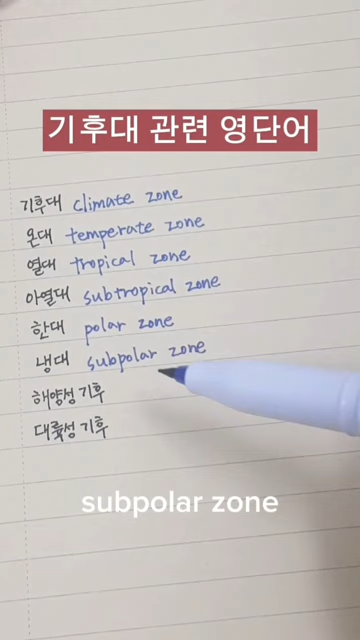 기후대 관련 영단어
기후대 climate zone
온대 temperate zone
열대 tropical zone
아열대 subtropical zone
한대 polar zone
냉대 subpolar zone
해양성 기후
대륙성 기후
subpolar zone